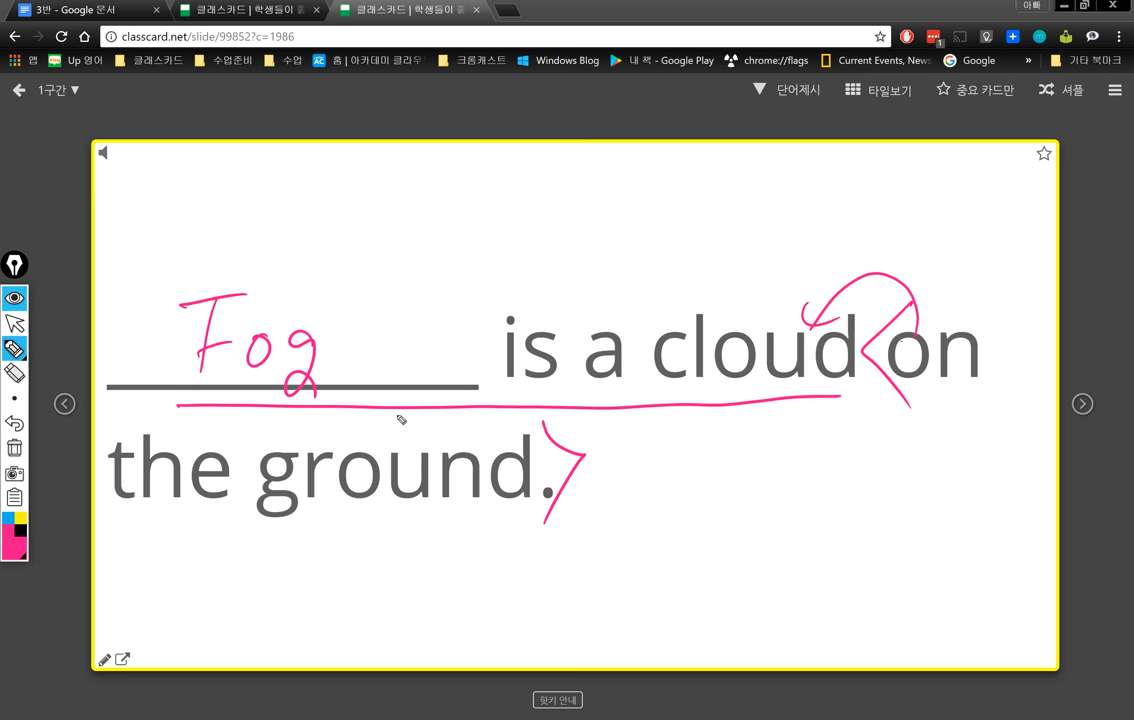 3반 - Google 문서
클래스카드 | 학생들이 좋
클래스카드 | 학생들이 좋
아빠
classcard.net/slide/99852?c=1986
앱 Up 영어 클래스카드 수업준비 수업 홈 | 아카데미 클라우 크롬캐스트 Windows Blog 내 책 - Google Play chrome://flags Current Events, News Google » 기타 북마크
1구간 ▼ 단어제시 타일보기 중요 카드만 셔플
Fog is a cloud on
the ground.
핫키 안내